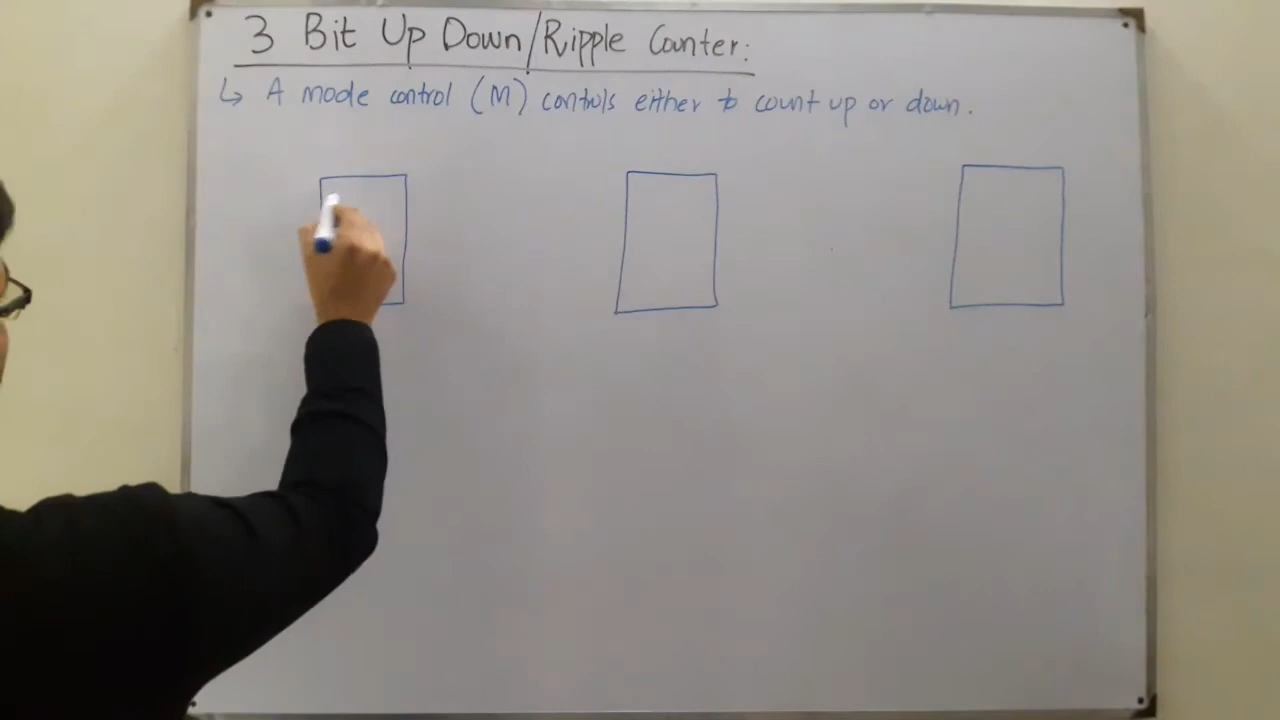 3 Bit Up Down/Ripple Counter:
↳ A mode control (M) controls either to count up or down.